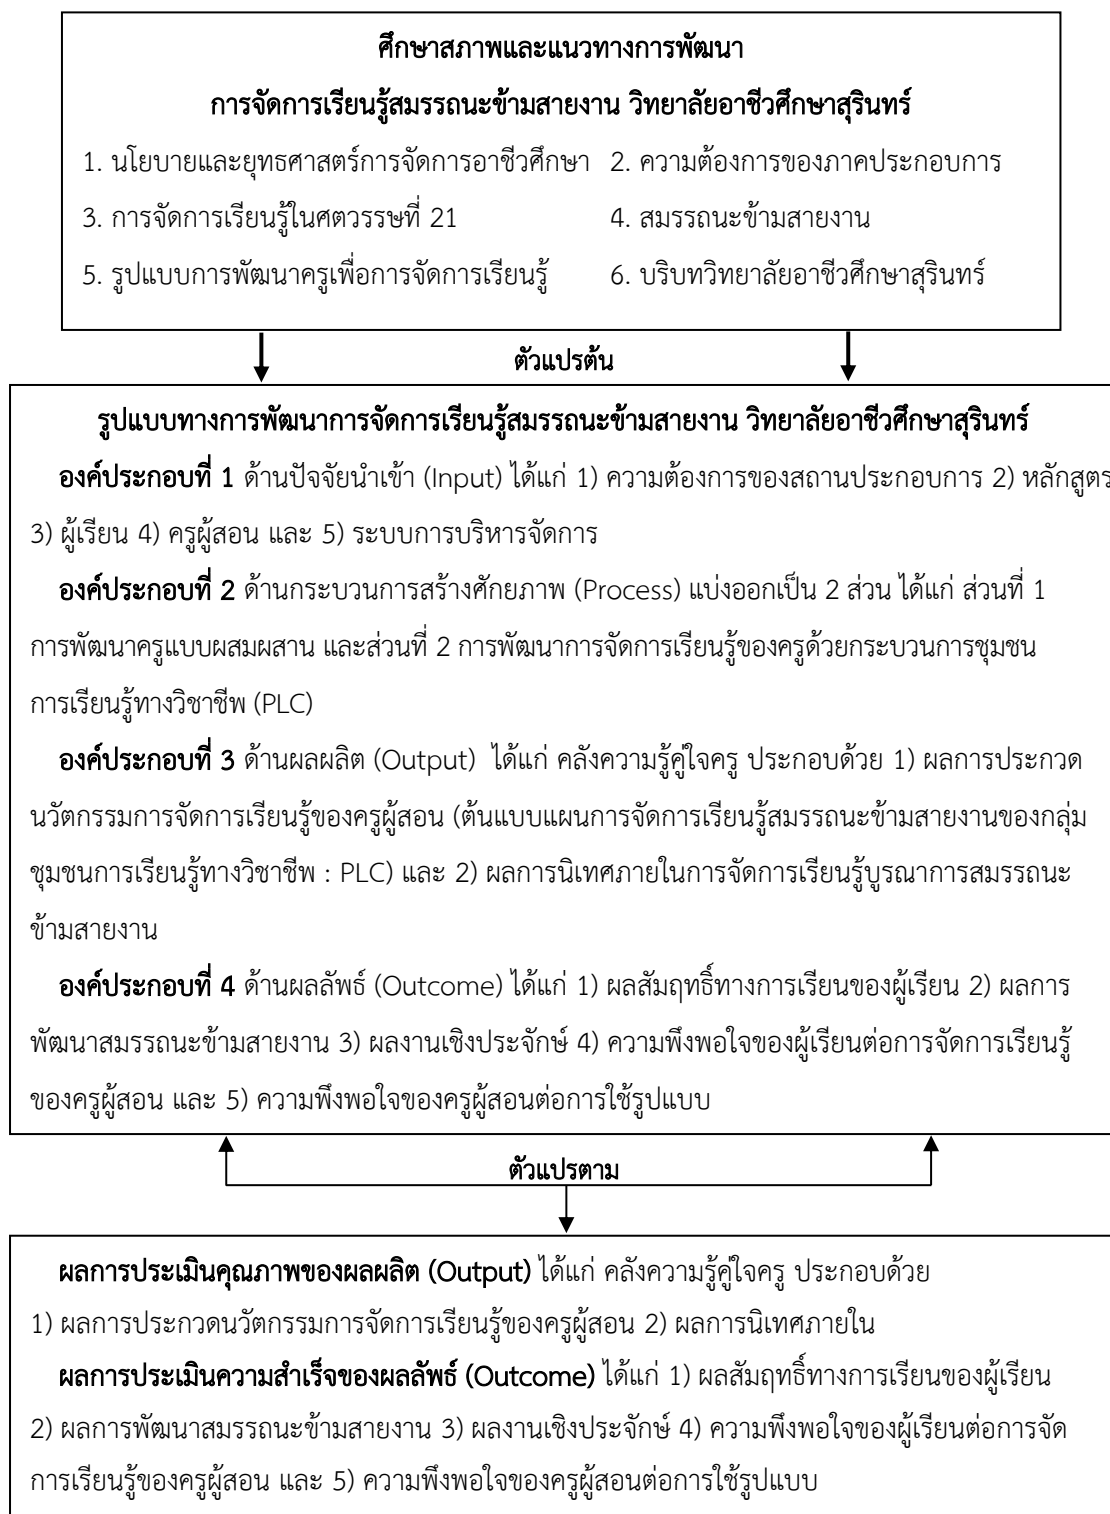 ศึกษาสภาพและแนวทางการพัฒนา
การจัดการเรียนรู้สมรรถนะข้ามสายงาน วิทยาลัยอาชีวศึกษาสุรินทร์
1. นโยบายและยุทธศาสตร์การจัดการอาชีวศึกษา 2. ความต้องการของภาคประกอบการ
3. การจัดการเรียนรู้ในศตวรรษที่ 21 4. สมรรถนะข้ามสายงาน
5. รูปแบบการพัฒนาครูเพื่อการจัดการเรียนรู้ 6. บริบทวิทยาลัยอาชีวศึกษาสุรินทร์
ตัวแปรต้น
รูปแบบทางการพัฒนาการจัดการเรียนรู้สมรรถนะข้ามสายงาน วิทยาลัยอาชีวศึกษาสุรินทร์
องค์ประกอบที่ 1 ด้านปัจจัยนำเข้า (Input) ได้แก่ 1) ความต้องการของสถานประกอบการ 2) หลักสูตร
3) ผู้เรียน 4) ครูผู้สอน และ 5) ระบบการบริหารจัดการ
องค์ประกอบที่ 2 ด้านกระบวนการสร้างศักยภาพ (Process) แบ่งออกเป็น 2 ส่วน ได้แก่ ส่วนที่ 1
การพัฒนาครูแบบผสมผสาน และส่วนที่ 2 การพัฒนาการจัดการเรียนรู้ของครูด้วยกระบวนการชุมชน
การเรียนรู้ทางวิชาชีพ (PLC)
องค์ประกอบที่ 3 ด้านผลผลิต (Output) ได้แก่ คลังความรู้คู่ใจครู ประกอบด้วย 1) ผลการประกวด
นวัตกรรมการจัดการเรียนรู้ของครูผู้สอน (ต้นแบบแผนการจัดการเรียนรู้สมรรถนะข้ามสายงานของกลุ่ม
ชุมชนการเรียนรู้ทางวิชาชีพ : PLC) และ 2) ผลการนิเทศภายในการจัดการเรียนรู้บูรณาการสมรรถนะ
ข้ามสายงาน
องค์ประกอบที่ 4 ด้านผลลัพธ์ (Outcome) ได้แก่ 1) ผลสัมฤทธิ์ทางการเรียนของผู้เรียน 2) ผลการ
พัฒนาสมรรถนะข้ามสายงาน 3) ผลงานเชิงประจักษ์ 4) ความพึงพอใจของผู้เรียนต่อการจัดการเรียนรู้
ของครูผู้สอน และ 5) ความพึงพอใจของครูผู้สอนต่อการใช้รูปแบบ
ตัวแปรตาม
ผลการประเมินคุณภาพของผลผลิต (Output) ได้แก่ คลังความรู้คู่ใจครู ประกอบด้วย
1) ผลการประกวดนวัตกรรมการจัดการเรียนรู้ของครูผู้สอน 2) ผลการนิเทศภายใน
ผลการประเมินความสำเร็จของผลลัพธ์ (Outcome) ได้แก่ 1) ผลสัมฤทธิ์ทางการเรียนของผู้เรียน
2) ผลการพัฒนาสมรรถนะข้ามสายงาน 3) ผลงานเชิงประจักษ์ 4) ความพึงพอใจของผู้เรียนต่อการจัด
การเรียนรู้ของครูผู้สอน และ 5) ความพึงพอใจของครูผู้สอนต่อการใช้รูปแบบ